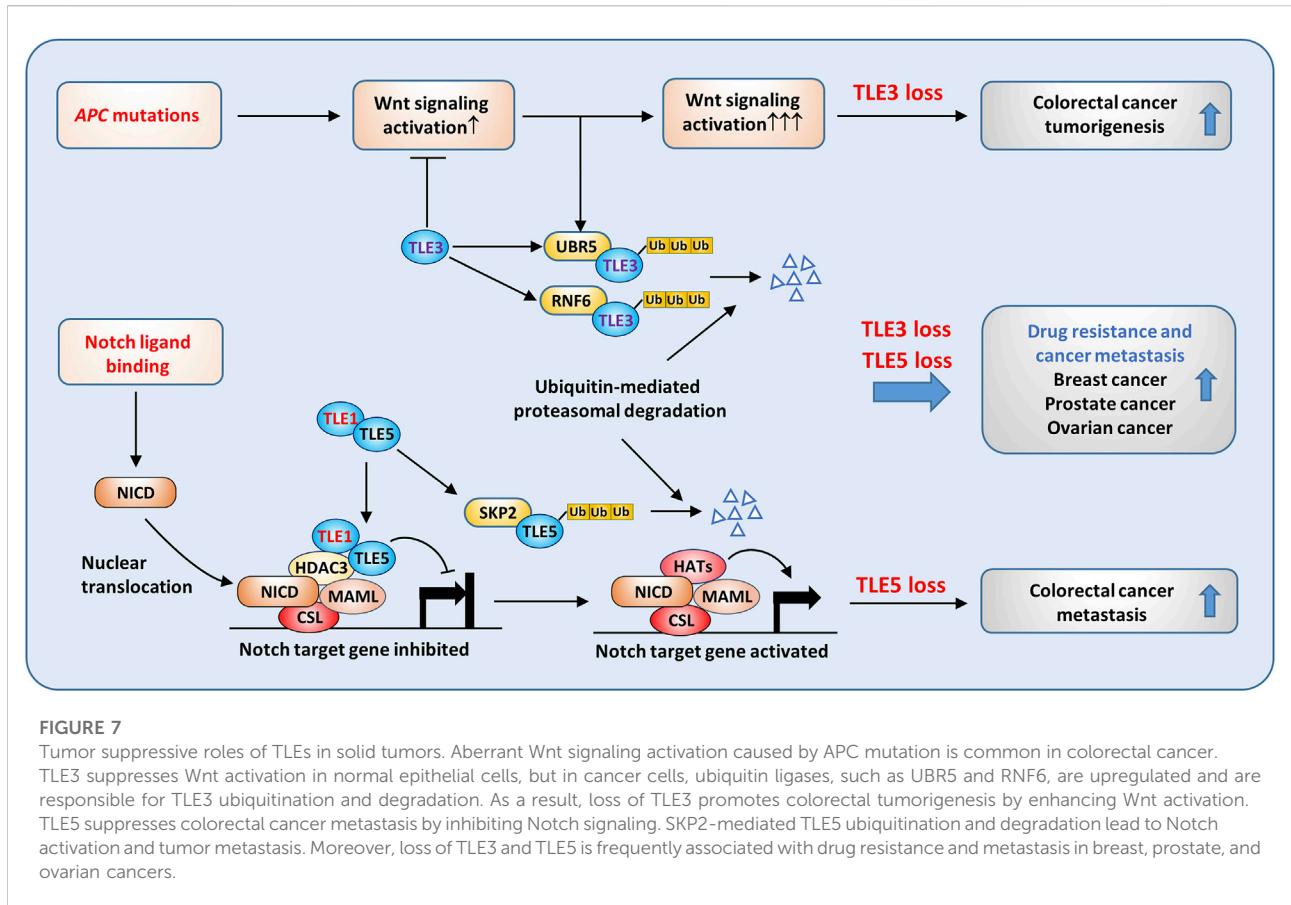 APC mutations
Wnt signaling
activation↑
Wnt signaling
activation↑↑↑
TLE3 loss
Colorectal cancer
tumorigenesis
TLE3
UBR5
TLE3
Ub Ub Ub
RNF6
TLE3
Ub Ub Ub
Notch ligand
binding
Ubiquitin-mediated
proteasomal degradation
TLE3 loss
TLE5 loss
Drug resistance and
cancer metastasis
Breast cancer
Prostate cancer
Ovarian cancer
TLE1
TLE5
NICD
SKP2
TLE5
Ub Ub Ub
Nuclear
translocation
TLE1
TLE5
HDAC3
NICD
MAML
CSL
Notch target gene inhibited
HATs
NICD
MAML
CSL
Notch target gene activated
TLE5 loss
Colorectal cancer
metastasis
FIGURE 7
Tumor suppressive roles of TLEs in solid tumors. Aberrant Wnt signaling activation caused by APC mutation is common in colorectal cancer.
TLE3 suppresses Wnt activation in normal epithelial cells, but in cancer cells, ubiquitin ligases, such as UBR5 and RNF6, are upregulated and are
responsible for TLE3 ubiquitination and degradation. As a result, loss of TLE3 promotes colorectal tumorigenesis by enhancing Wnt activation.
TLE5 suppresses colorectal cancer metastasis by inhibiting Notch signaling. SKP2-mediated TLE5 ubiquitination and degradation lead to Notch
activation and tumor metastasis. Moreover, loss of TLE3 and TLE5 is frequently associated with drug resistance and metastasis in breast, prostate, and
ovarian cancers.